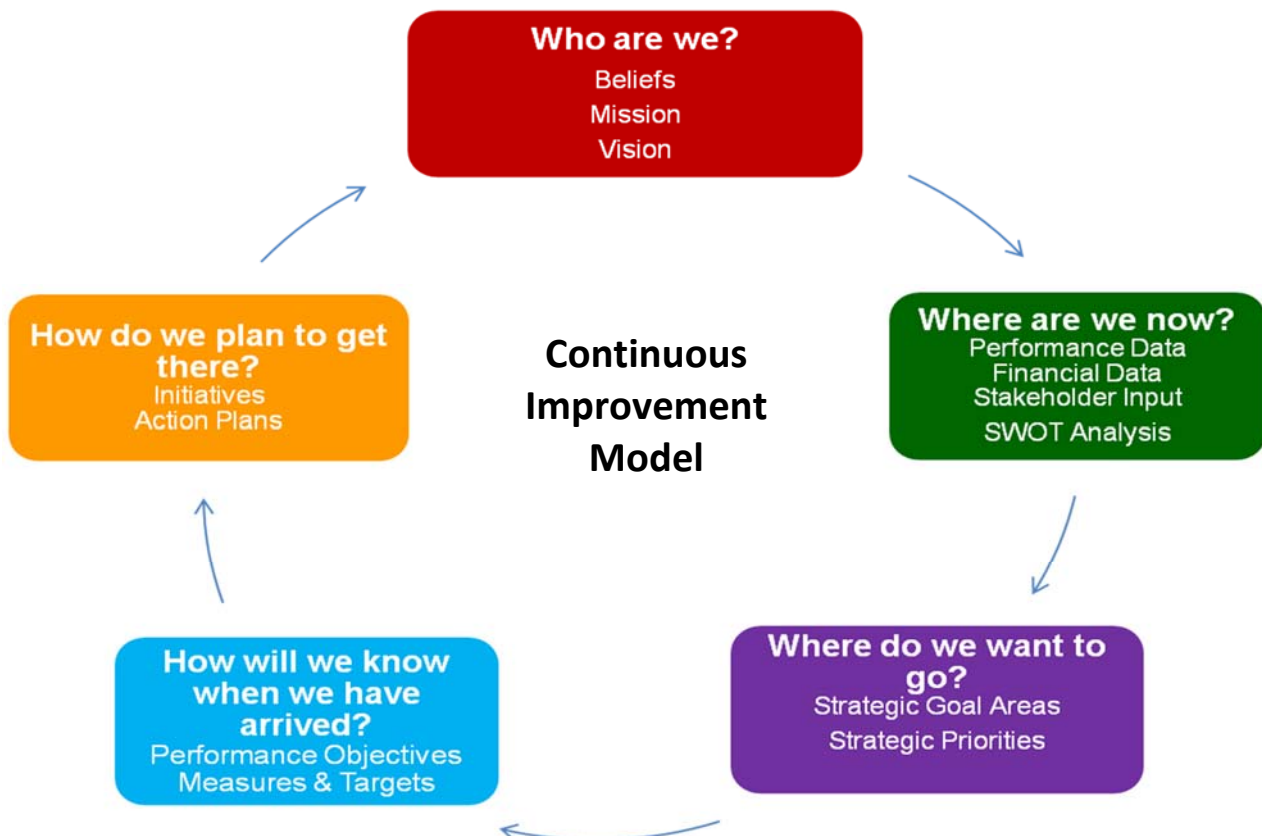 Who are we?
Beliefs
Mission
Vision
Where are we now?
Performance Data
Financial Data
Stakeholder Input
SWOT Analysis
Where do we want to
go?
Strategic Goal Areas
Strategic Priorities
How will we know
when we have
arrived?
Performance Objectives
Measures & Targets
How do we plan to get
there?
Initiatives
Action Plans
Continuous
Improvement
Model